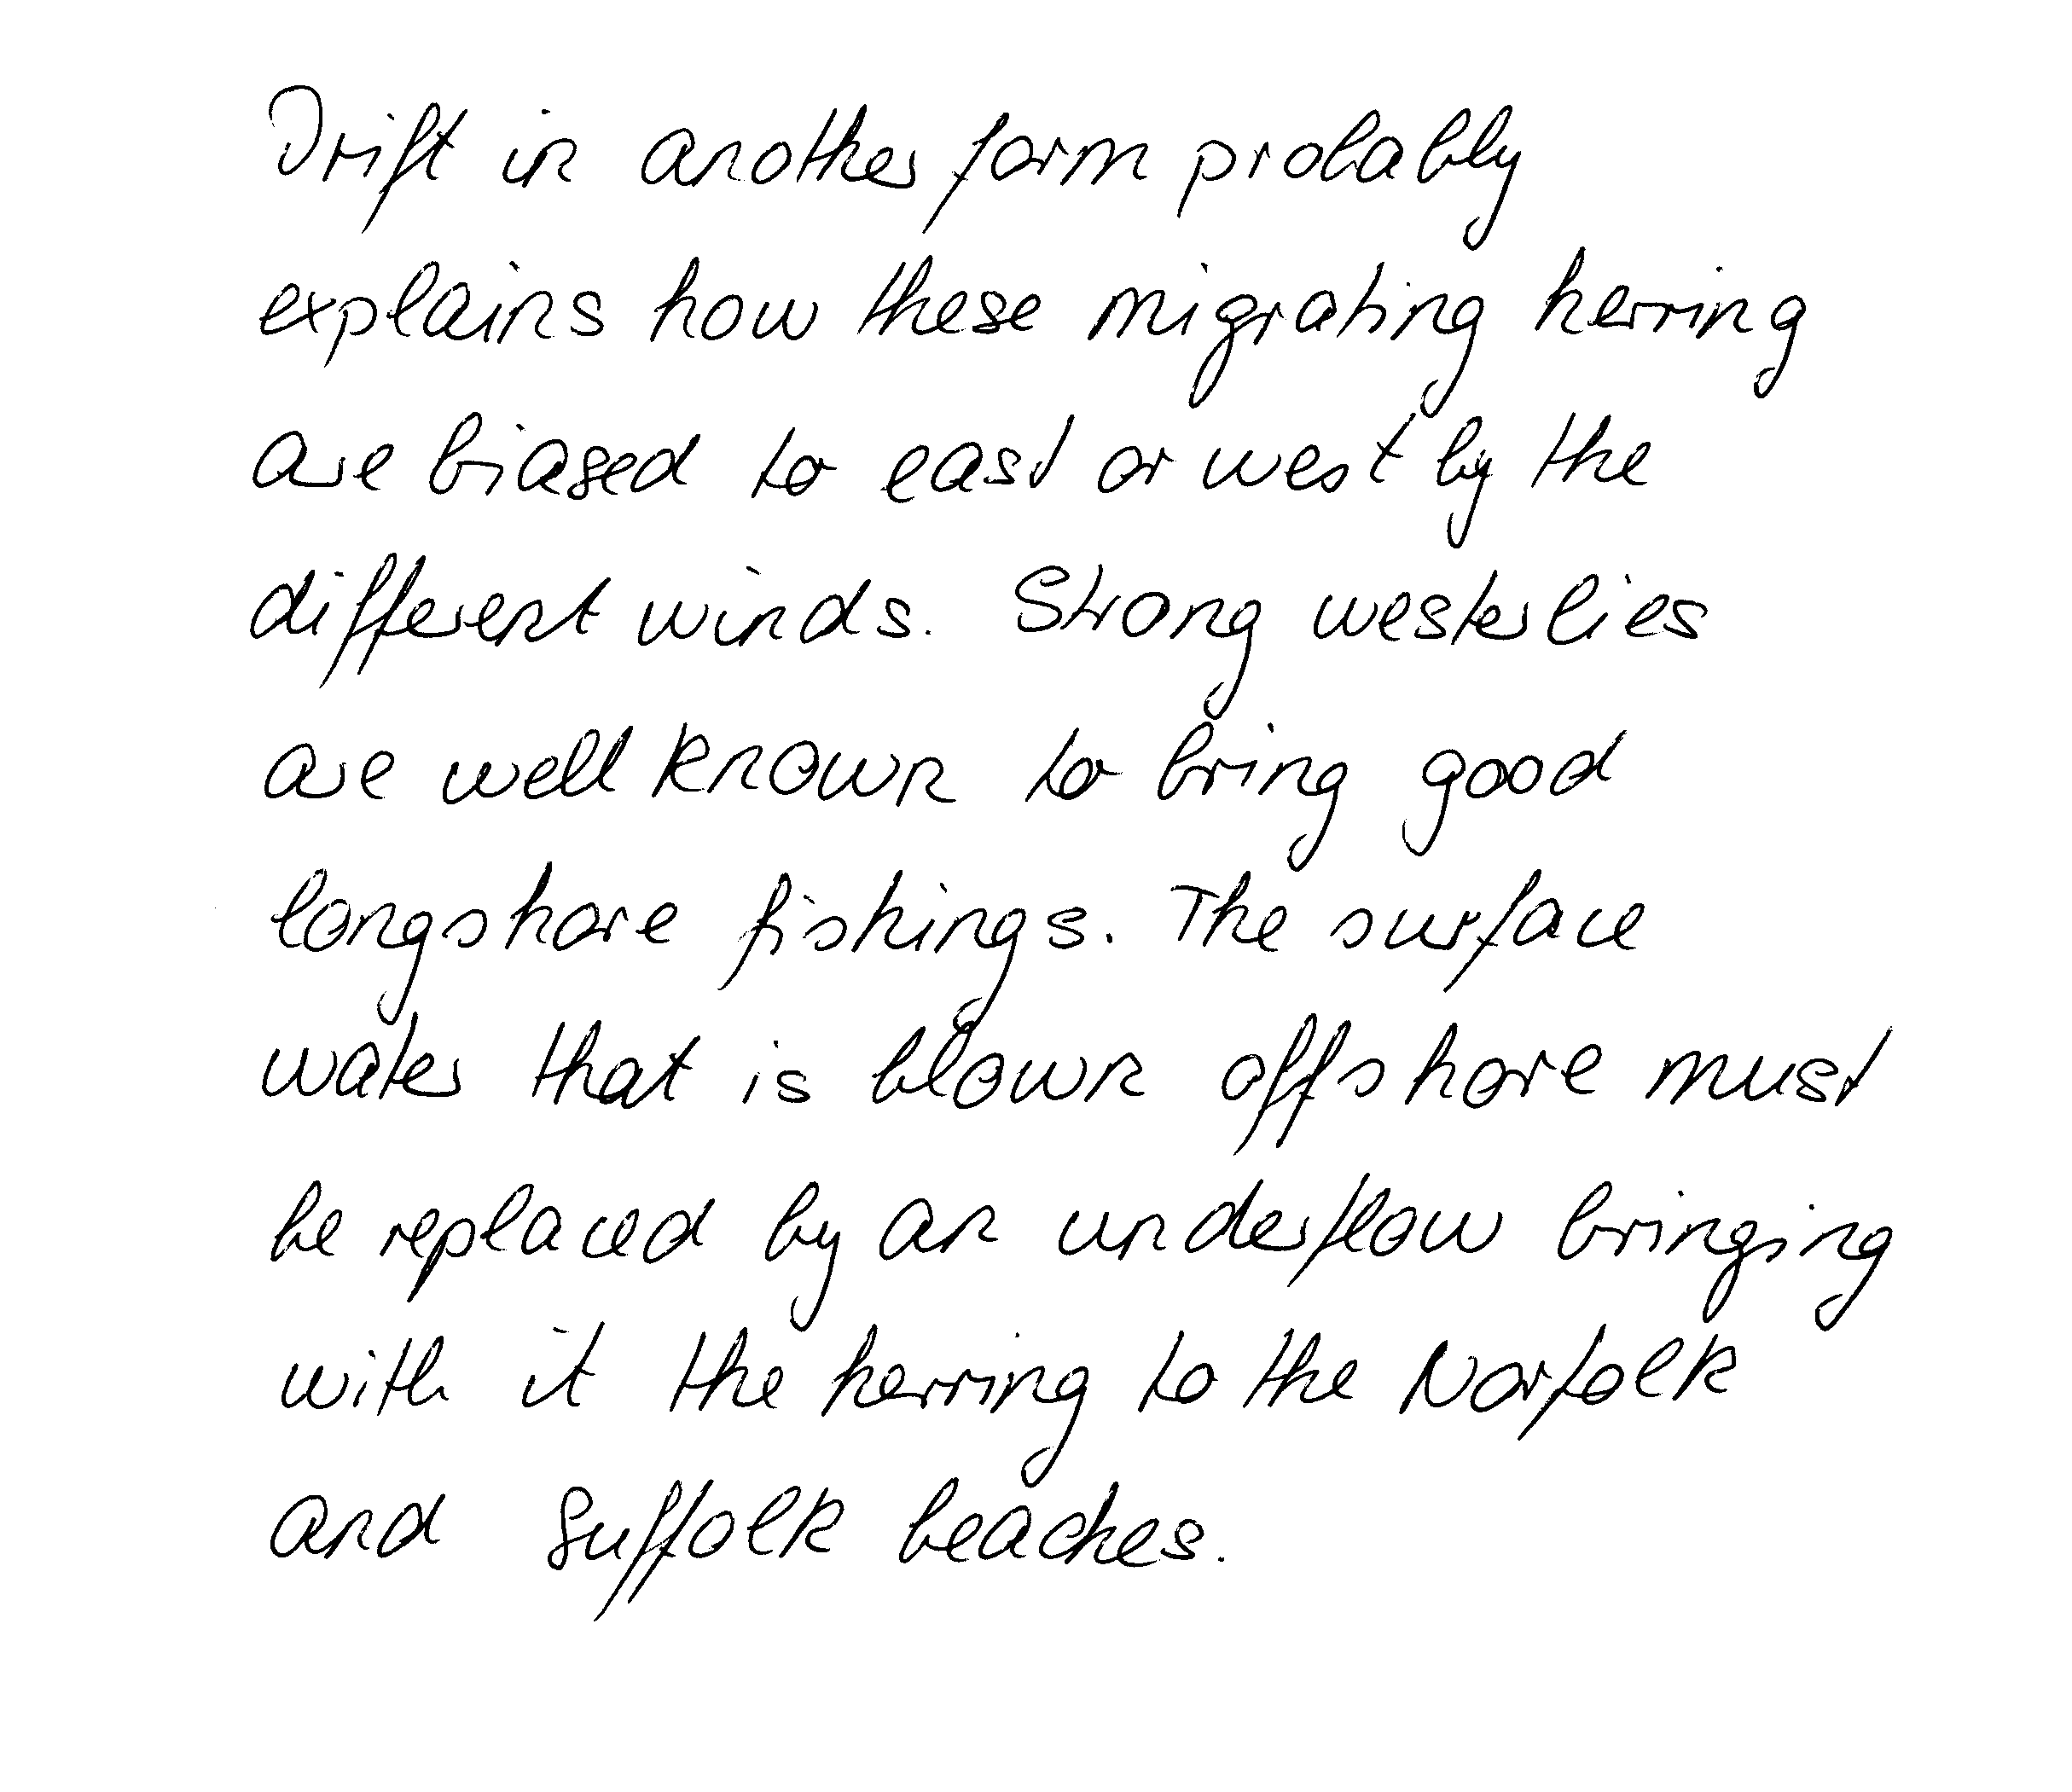 Drift in another form probably
explains how these migrating herring
are biased to east or west by the
different winds. Strong westerlies
are well known to bring good
longshore fishings. The surface
water that is blown offshore must
be replaced by an underflow bringing
with it the herring to the Norfolk
and Suffolk beaches.